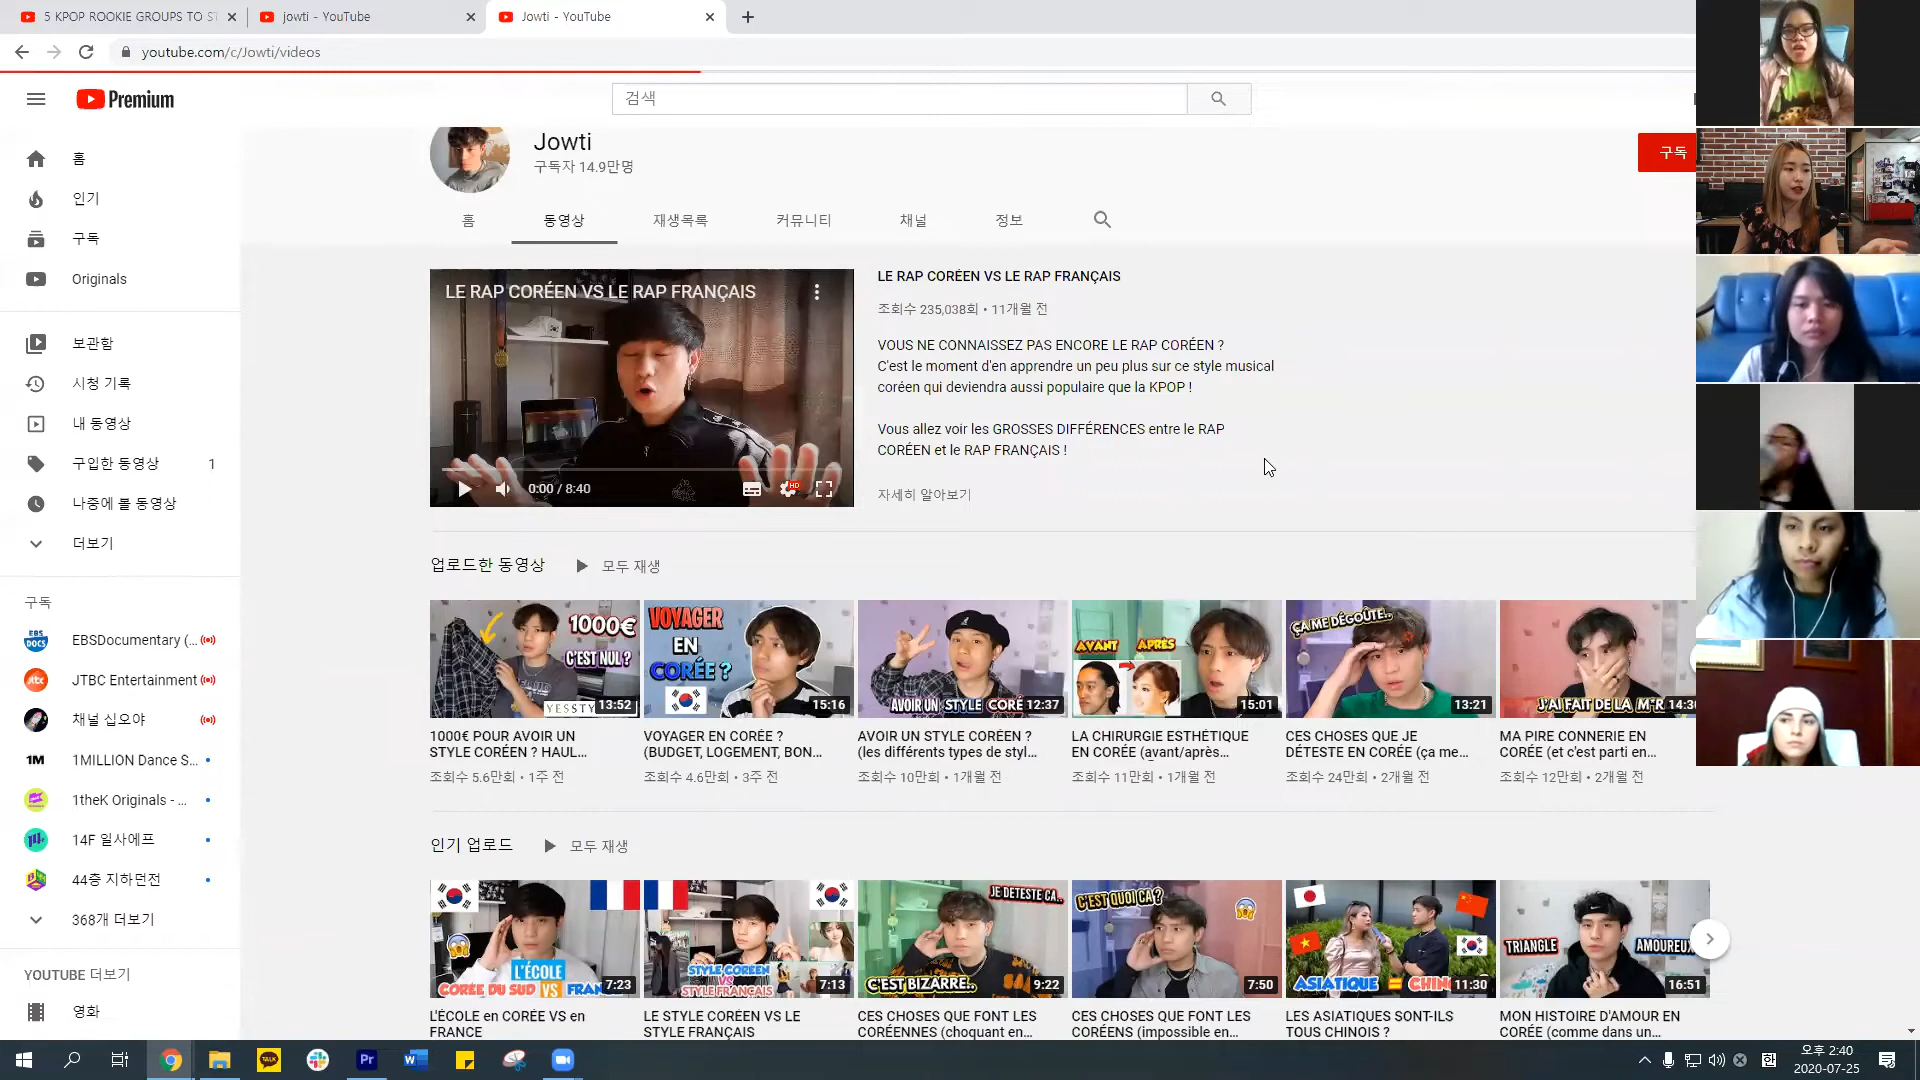 5 KPOP ROOKIE GROUPS TO ST
jowti - YouTube
Jowti - YouTube
youtube.com/c/Jowti/videos
Premium
검색
홈
인기
구독
Originals
보관함
시청 기록
내 동영상
구입한 동영상 1
나중에 볼 동영상
더보기
구독
EBSDocumentary (...
JTBC Entertainment
채널 십오야
1MILLION Dance S...
1theK Originals - ...
14F 일사에프
44층 지하던전
368개 더보기
YOUTUBE 더보기
영화
Jowti
구독자 14.9만명
구독
홈 동영상 재생목록 커뮤니티 채널 정보
LE RAP CORÉEN VS LE RAP FRANÇAIS
0:00 / 8:40
HD
LE RAP CORÉEN VS LE RAP FRANÇAIS
조회수 235,038회 • 11개월 전
VOUS NE CONNAISSEZ PAS ENCORE LE RAP CORÉEN ?
C'est le moment d'en apprendre un peu plus sur ce style musical
coréen qui deviendra aussi populaire que la KPOP !
Vous allez voir les GROSSES DIFFÉRENCES entre le RAP
CORÉEN et le RAP FRANÇAIS !
자세히 알아보기
업로드한 동영상 모두 재생
1000€
C'EST NUL ?
YESSTY
13:52
1000€ POUR AVOIR UN
STYLE CORÉEN ? HAUL...
조회수 5.6만회 • 1주 전
VOYAGER
EN
CORÉE ?
15:16
VOYAGER EN CORÉE ?
(BUDGET, LOGEMENT, BON...
조회수 4.6만회 • 3주 전
AVOIR UN STYLE CORÉ
12:37
AVOIR UN STYLE CORÉEN ?
(les différents types de styl...
조회수 10만회 • 1개월 전
AVANT APRÈS
15:01
LA CHIRURGIE ESTHÉTIQUE
EN CORÉE (avant/après...
조회수 11만회 • 1개월 전
ÇA ME DÉGOÛTE..
13:21
CES CHOSES QUE JE
DÉTESTE EN CORÉE (ça me...
조회수 24만회 • 2개월 전
J'AI FAIT DE LA M*R
14:36
MA PIRE CONNERIE EN
CORÉE (et c'est parti en...
조회수 12만회 • 2개월 전
인기 업로드 모두 재생
L'ÉCOLE
CORÉE DU SUD VS FRAN
7:23
L'ÉCOLE en CORÉE VS en
FRANCE
STYLE CORÉEN
VS
STYLE FRANÇAIS
7:13
LE STYLE CORÉEN VS LE
STYLE FRANÇAIS
JE DETESTE ÇA..
C'EST BIZARRE..
9:22
CES CHOSES QUE FONT LES
CORÉENNES (choquant en...
C'EST QUOI ÇA?
7:50
CES CHOSES QUE FONT LES
CORÉENS (impossible en...
ASIATIQUE = CHIN
11:30
LES ASIATIQUES SONT-ILS
TOUS CHINOIS ?
TRIANGLE AMOUREUX
16:51
MON HISTOIRE D'AMOUR EN
CORÉE (comme dans un...
오후 2:40
2020-07-25